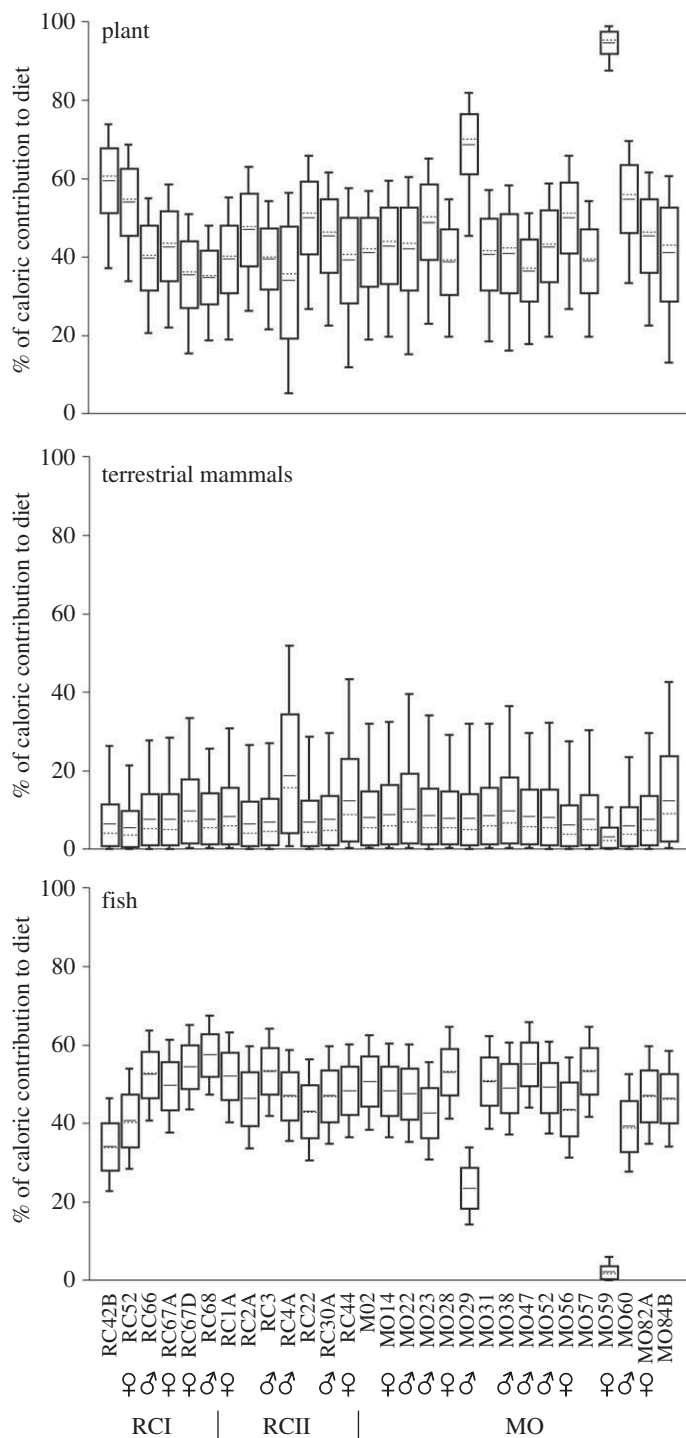 100
plant
80
60
40
20
0
% of caloric contribution to diet
100
terrestrial mammals
80
60
40
20
0
% of caloric contribution to diet
100
fish
80
60
40
20
0
% of caloric contribution to diet
RC42B
RC52
RC66
RC67A
RC67D
RC68
RC1A
RC2A
RC3
RC4A
RC22
RC30A
RC44
M02
MO14
MO22
MO23
MO28
MO29
MO31
MO38
MO47
MO52
MO56
MO57
MO59
MO60
MO82A
MO84B
♀ ♂ ♀ ♀ ♂ ♀ ♂ ♂ ♂ ♀ ♀ ♂ ♂ ♀ ♂ ♂ ♂ ♂ ♀ ♀ ♂ ♀
RCI RCII MO